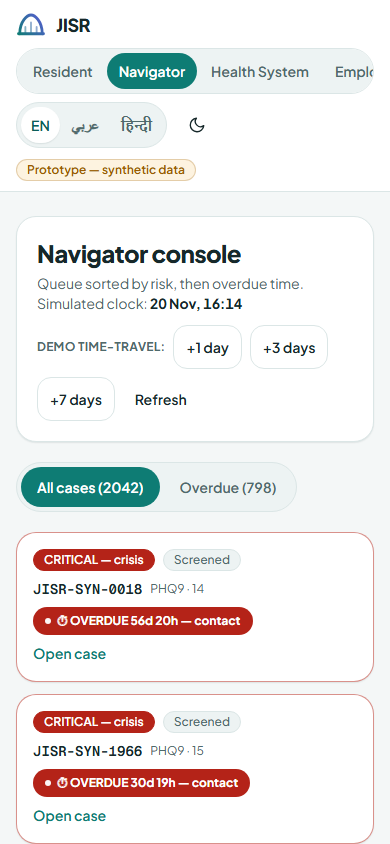 JISR
Resident Navigator Health System Emplo
EN عربي हिन्दी
Prototype — synthetic data
Navigator console
Queue sorted by risk, then overdue time.
Simulated clock: 20 Nov, 16:14
DEMO TIME-TRAVEL: +1 day +3 days
+7 days Refresh
All cases (2042) Overdue (798)
CRITICAL — crisis Screened
JISR-SYN-0018 PHQ9 · 14
OVERDUE 56d 20h — contact
Open case
CRITICAL — crisis Screened
JISR-SYN-1966 PHQ9 · 15
OVERDUE 30d 19h — contact
Open case